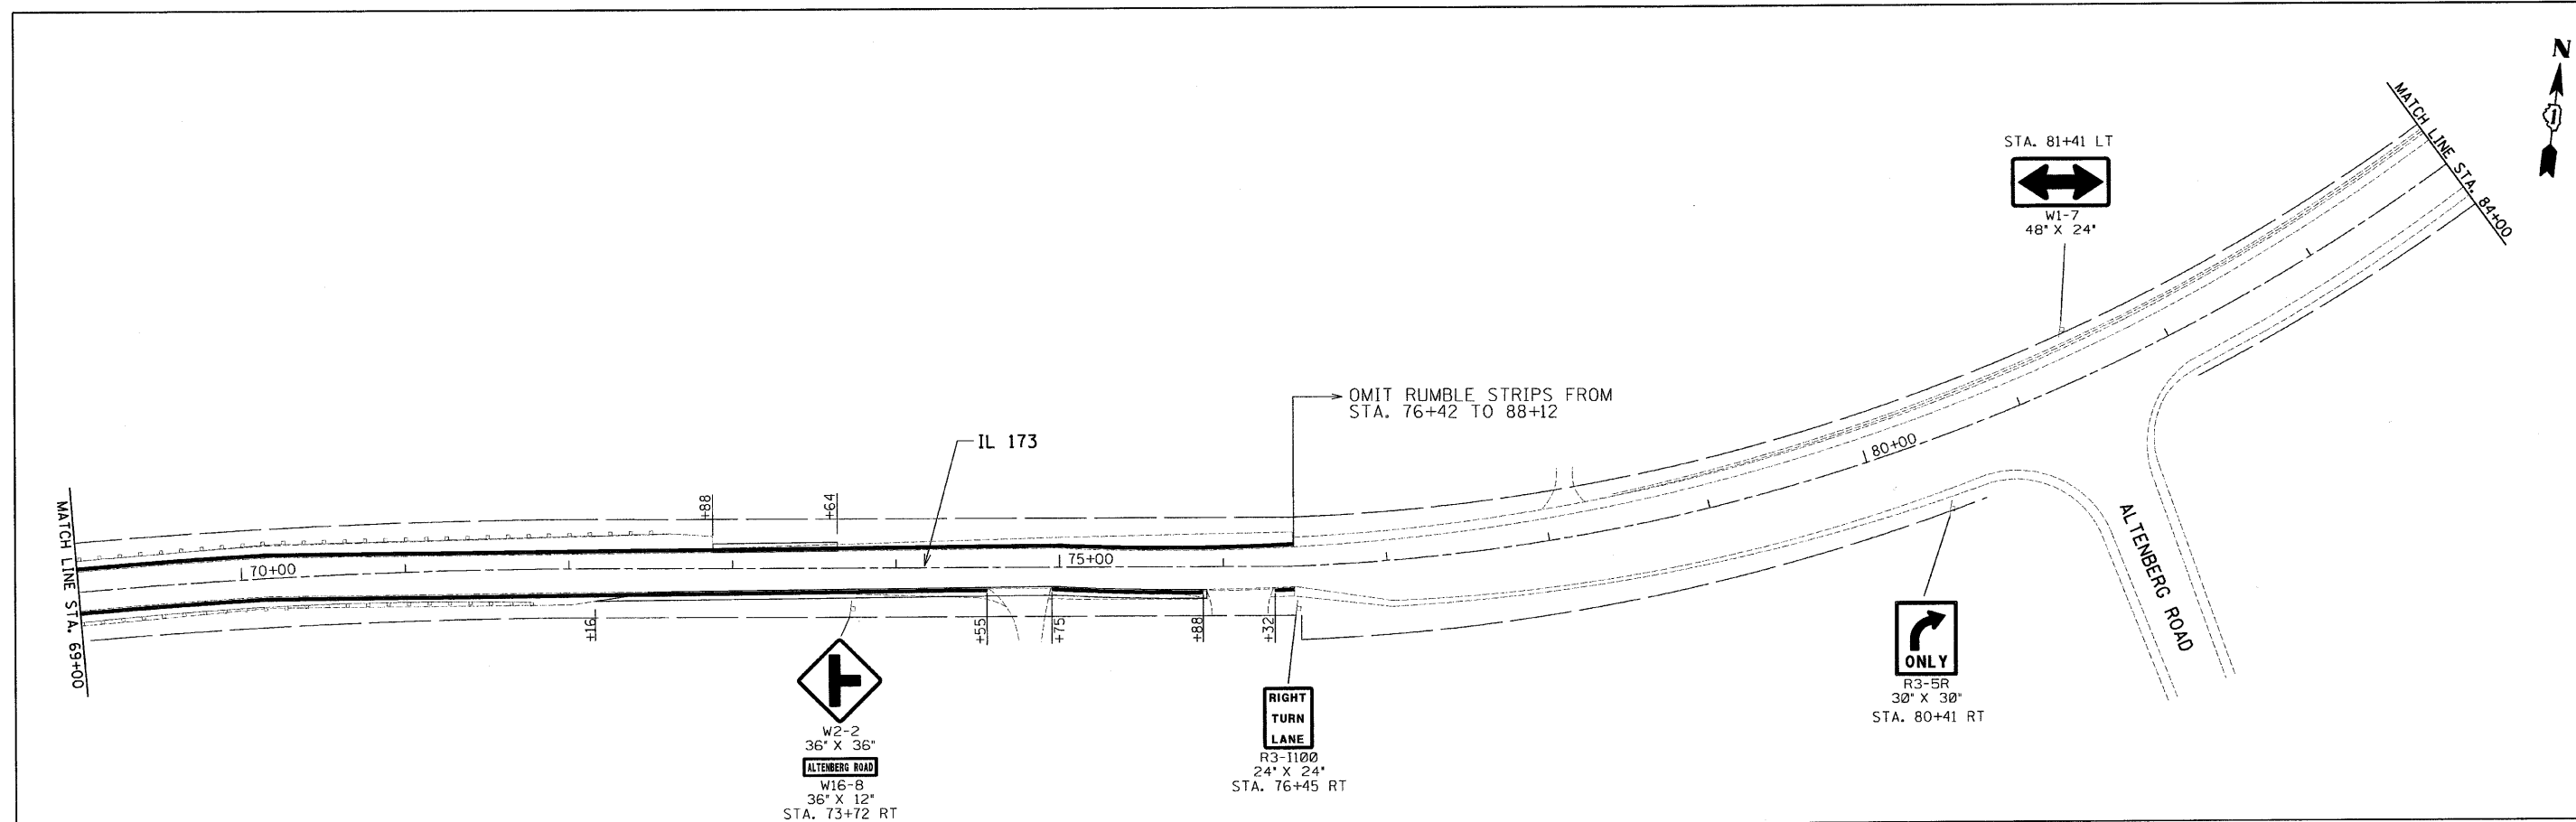 N
MATCH LINE STA. 84+00
STA. 81+41 LT
W1-7
48" X 24"
OMIT RUMBLE STRIPS FROM
STA. 76+42 TO 88+12
IL 173
80+00
+88
+64
MATCH LINE STA. 69+00
70+00
75+00
+16
+55
+75
+88
+32
ALTENBERG ROAD
W2-2
36" X 36"
ALTENBERG ROAD
W16-8
36" X 12"
STA. 73+72 RT
RIGHT
TURN
LANE
R3-I100
24" X 24"
STA. 76+45 RT
ONLY
R3-5R
30" X 30"
STA. 80+41 RT